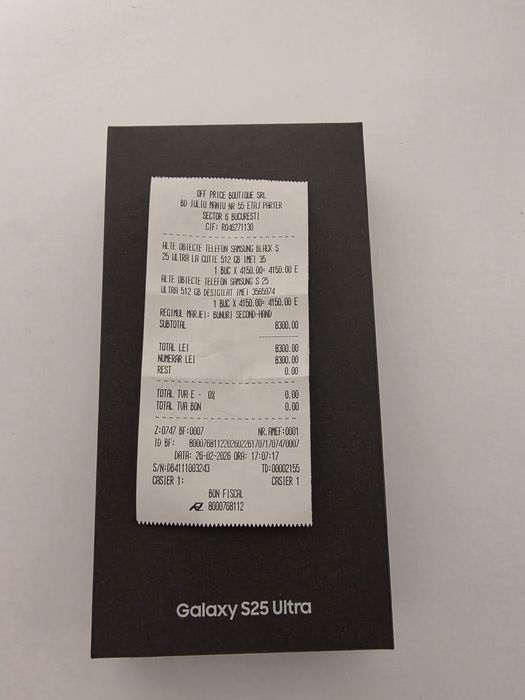 OFF PRICE BOUTIQUE SRL
BD IULIU MANIU NR 55 ETAJ PARTER
SECTOR 6 BUCURESTI
CIF: RO46271130
ALTE OBIECTE TELEFON SAMSUNG BLACK S
25 ULTRA LA CUTIE 512 GB IMEI 35
1 BUC X 4150.00= 4150.00 E
ALTE OBIECTE TELEFON SAMSUNG S 25
ULTRA 512 GB DESIGILAT IMEI 3565974
1 BUC X 4150.00= 4150.00 E
REGIMUL MARJEI: BUNURI SECOND-HAND
SUBTOTAL 8300.00
TOTAL LEI 8300.00
NUMERAR LEI 8300.00
REST 0.00
TOTAL TVA E - 0% 0.00
TOTAL TVA BON 0.00
Z:0747 BF:0007 NR.AMEF:0001
ID BF: 80007681122026022617071707470007
DATA: 26-02-2026 ORA: 17:07:17
S/N:DB4111003243 TD:00002155
CASIER 1: CASIER 1
BON FISCAL
8000768112
Galaxy S25 Ultra